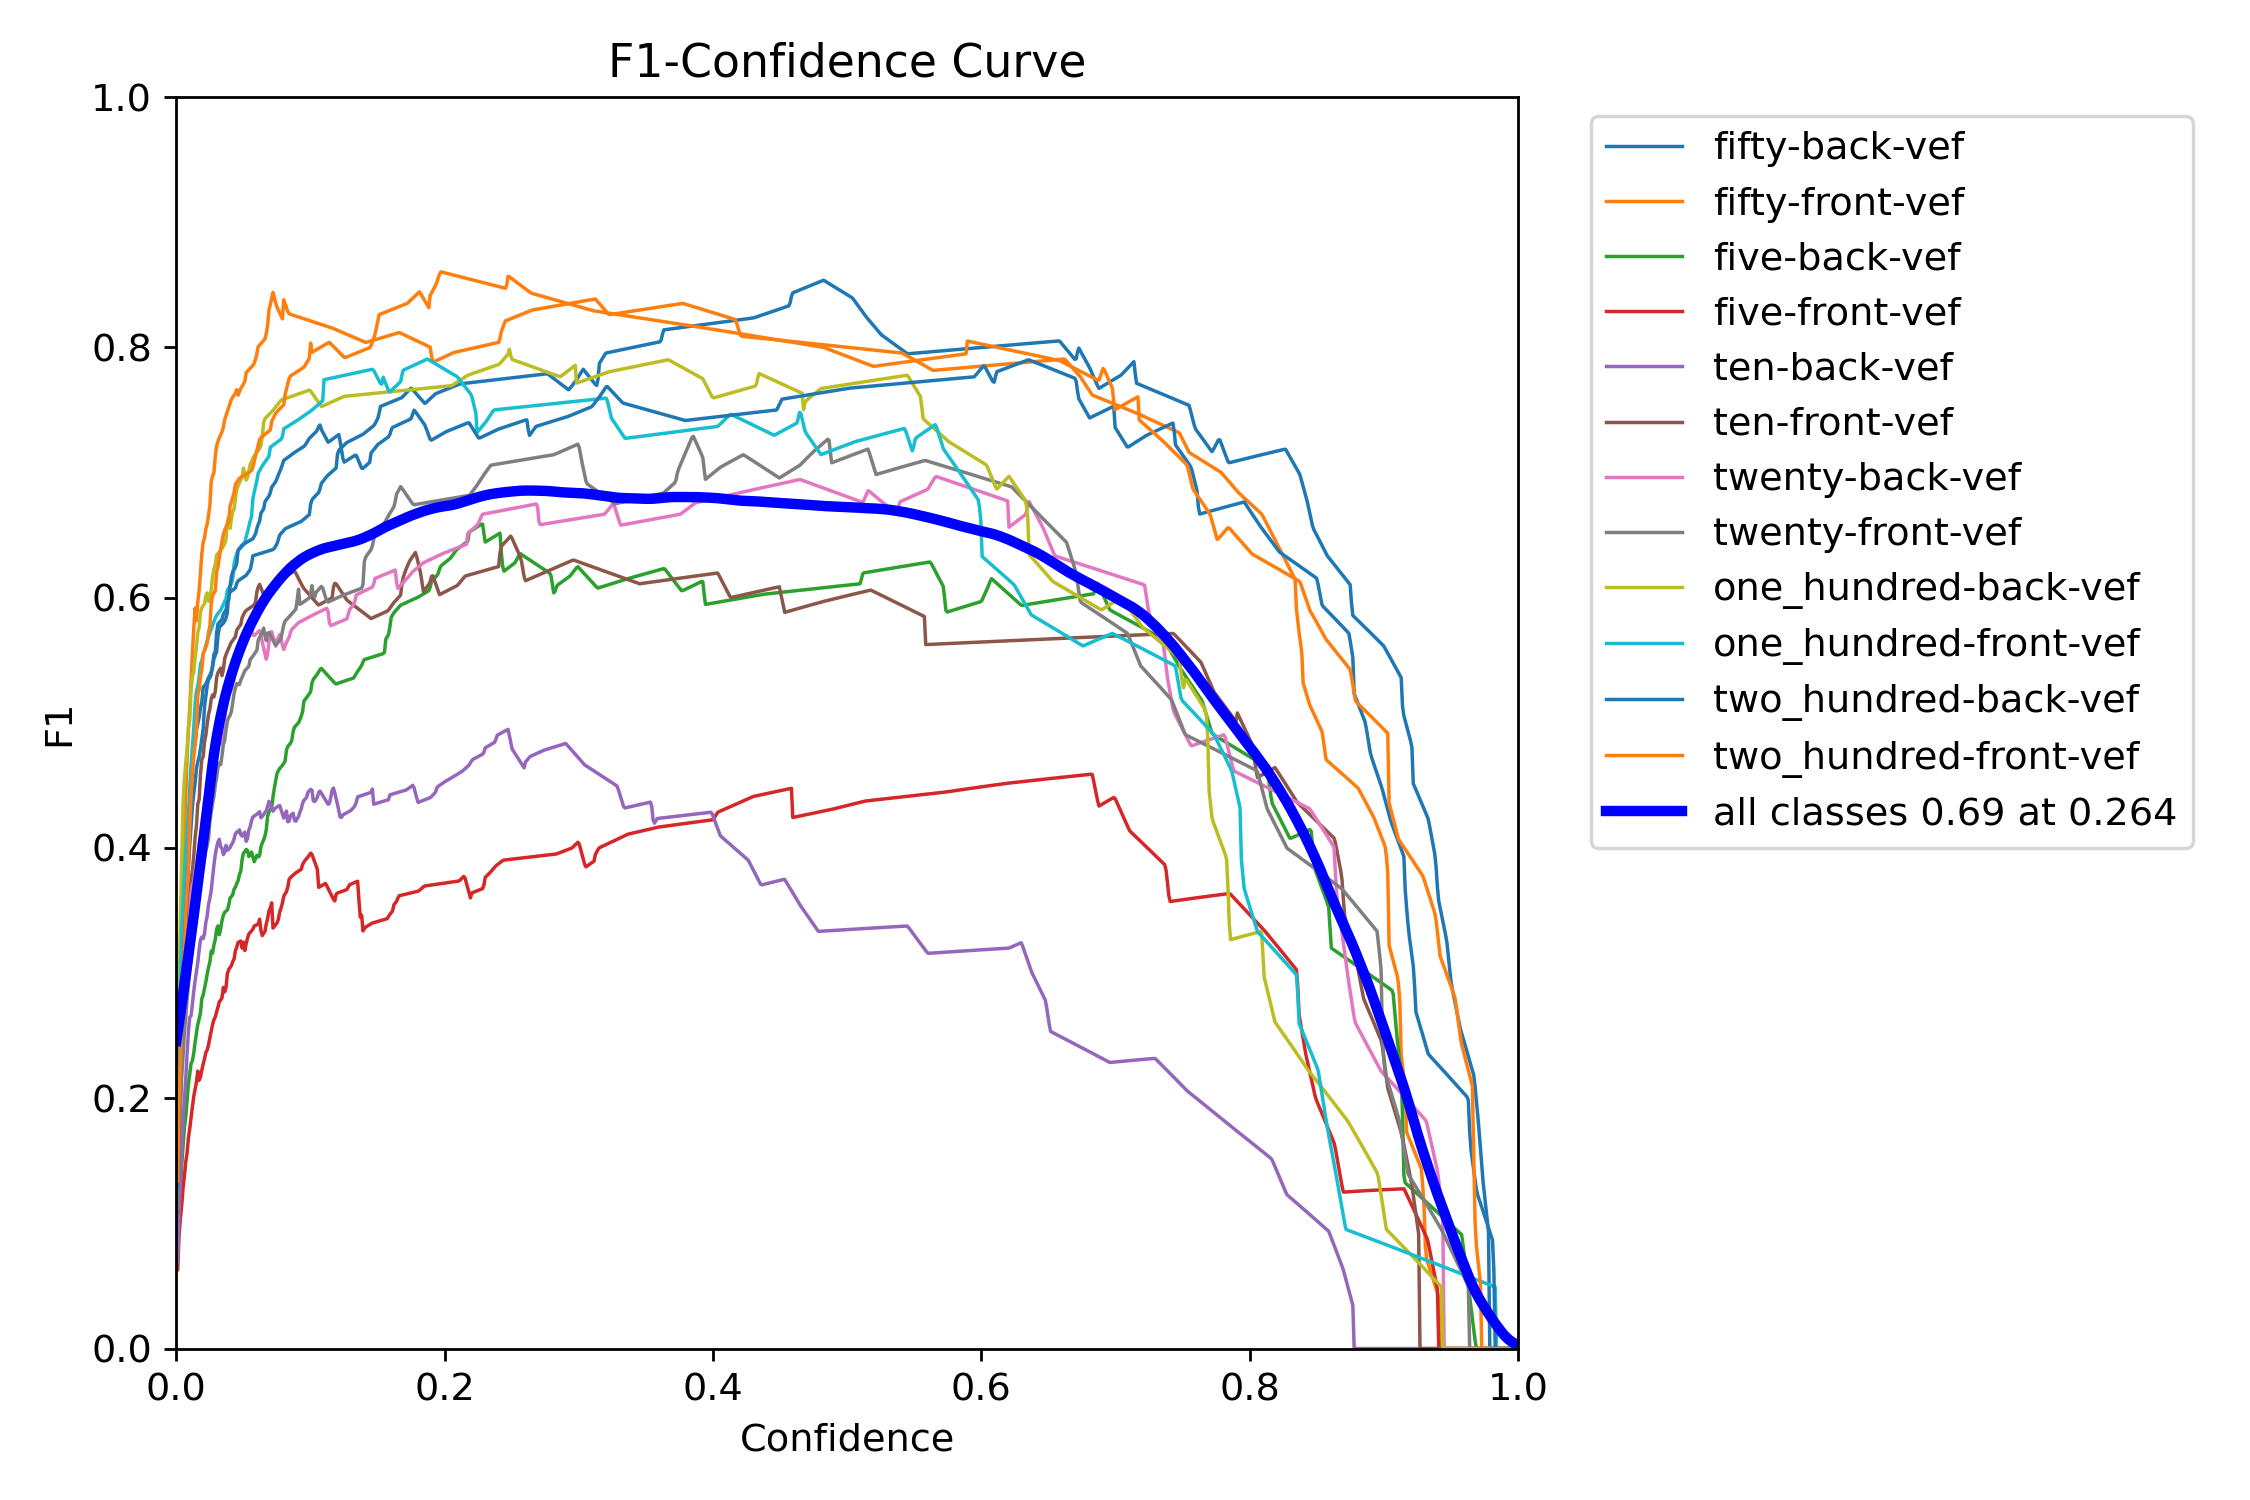 F1-Confidence Curve
1.0
0.8
0.6
0.4
0.2
0.0
F1
0.0 0.2 0.4 0.6 0.8 1.0
Confidence
fifty-back-vef
fifty-front-vef
five-back-vef
five-front-vef
ten-back-vef
ten-front-vef
twenty-back-vef
twenty-front-vef
one_hundred-back-vef
one_hundred-front-vef
two_hundred-back-vef
two_hundred-front-vef
all classes 0.69 at 0.264